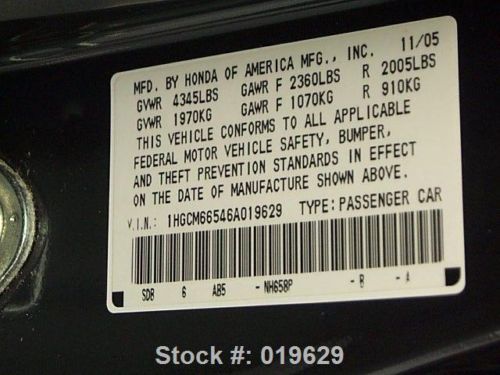 MFD. BY HONDA OF AMERICA MFG., INC. 11/05
GVWR 4345LBS GAWR F 2360LBS R 2005LBS
GVWR 1970KG GAWR F 1070KG R 910KG
THIS VEHICLE CONFORMS TO ALL APPLICABLE
FEDERAL MOTOR VEHICLE SAFETY, BUMPER,
AND THEFT PREVENTION STANDARDS IN EFFECT
ON THE DATE OF MANUFACTURE SHOWN ABOVE.
V.I.N.: 1HGCM66546A019629 TYPE: PASSENGER CAR
SDB 6 AB5 - NH658P - B - A
Stock #: 019629